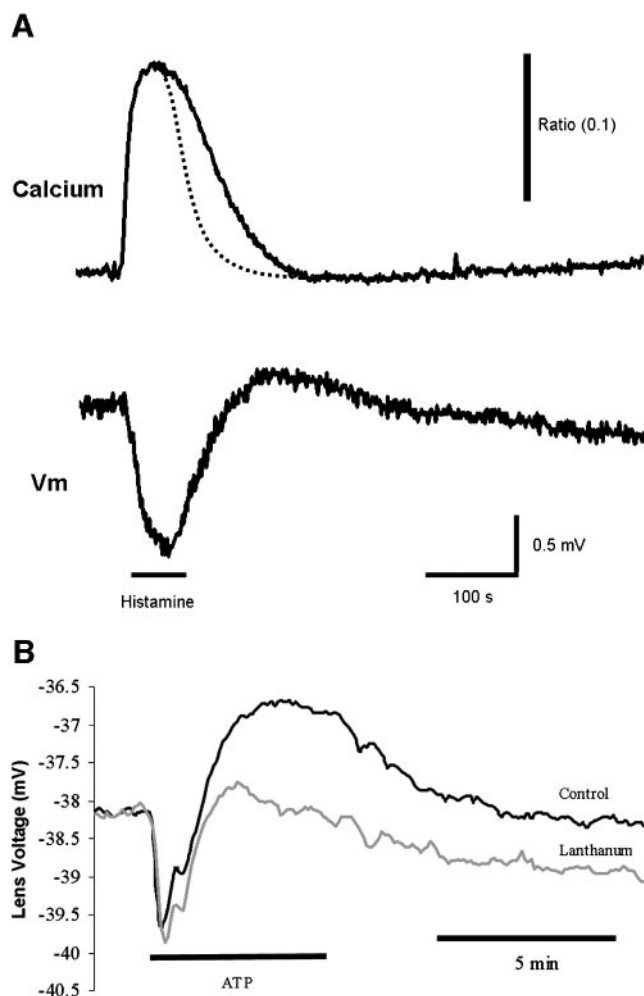 A
Ratio (0.1)
Calcium
Vm
0.5 mV
Histamine
100 s
B
-36.5
-37
-37.5
-38
-38.5
-39
-39.5
-40
-40.5
Lens Voltage (mV)
Control
Lanthanum
ATP
5 min